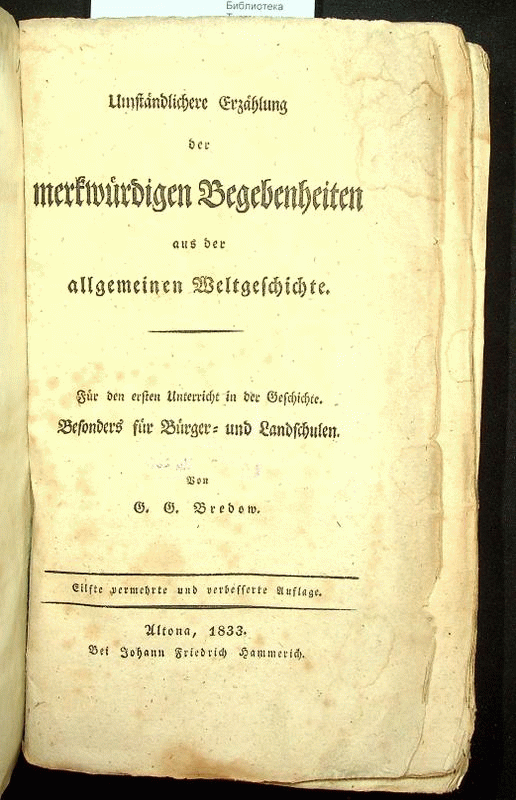 Библиотека
Umständlichere Erzählung
der
merkwürdigen Begebenheiten
aus der
allgemeinen Weltgeschichte.
Für den ersten Unterricht in der Geschichte.
Besonders für Bürger- und Landschulen.
Von
G. G. Bredow.
Eilfte vermehrte und verbesserte Auflage.
Altona, 1833.
Bei Johann Friedrich Hammerich.